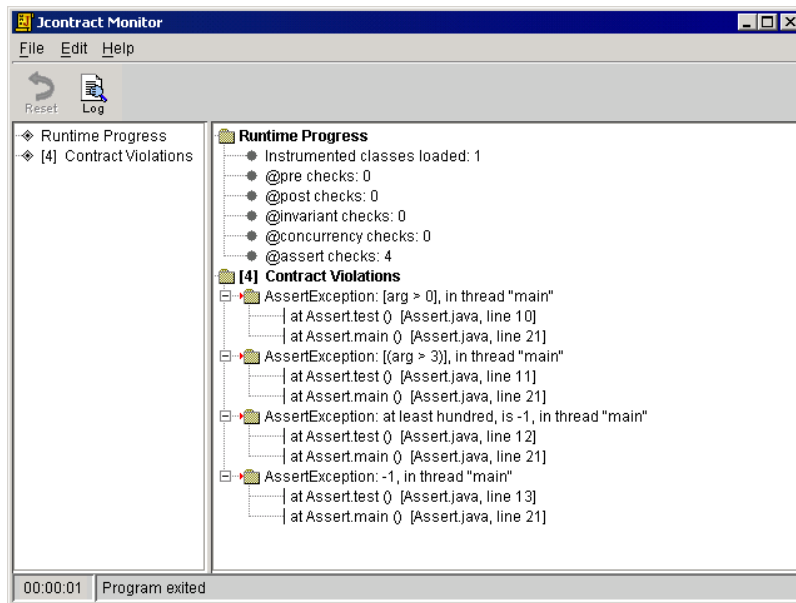 Jcontract Monitor
File Edit Help
Reset Log
Runtime Progress
[4] Contract Violations
Runtime Progress
Instrumented classes loaded: 1
@pre checks: 0
@post checks: 0
@invariant checks: 0
@concurrency checks: 0
@assert checks: 4
[4] Contract Violations
AssertException: [arg > 0], in thread "main"
at Assert.test () [Assert.java, line 10]
at Assert.main () [Assert.java, line 21]
AssertException: [(arg > 3)], in thread "main"
at Assert.test () [Assert.java, line 11]
at Assert.main () [Assert.java, line 21]
AssertException: at least hundred, is -1, in thread "main"
at Assert.test () [Assert.java, line 12]
at Assert.main () [Assert.java, line 21]
AssertException: -1, in thread "main"
at Assert.test () [Assert.java, line 13]
at Assert.main () [Assert.java, line 21]
00:00:01 Program exited